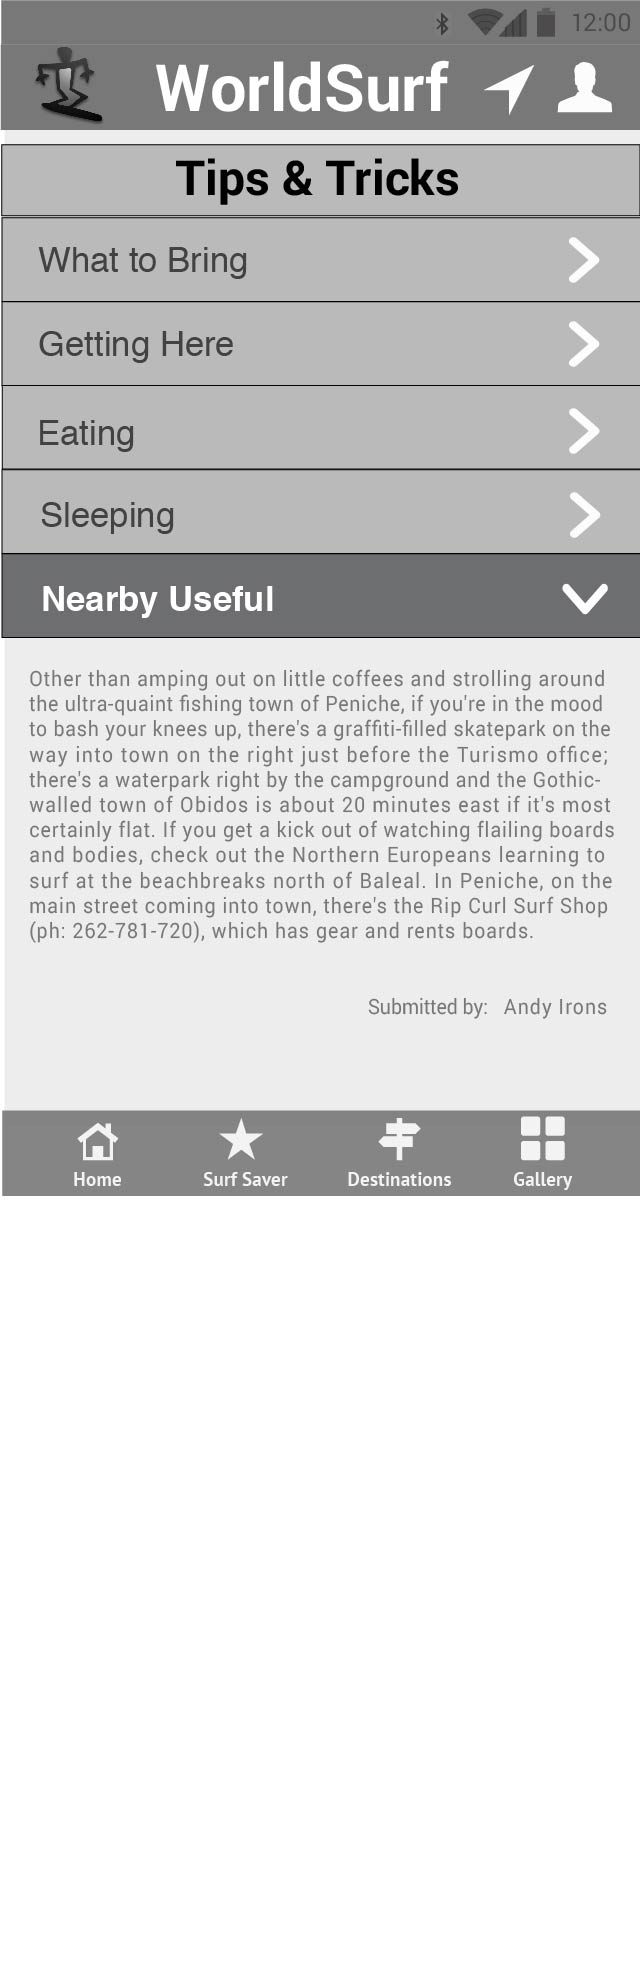 12:00
WorldSurf
Tips & Tricks
What to Bring
Getting Here
Eating
Sleeping
Nearby Useful
Other than amping out on little coffees and strolling around
the ultra-quaint fishing town of Peniche, if you're in the mood
to bash your knees up, there's a graffiti-filled skatepark on the
way into town on the right just before the Turismo office;
there's a waterpark right by the campground and the Gothic-
walled town of Obidos is about 20 minutes east if it's most
certainly flat. If you get a kick out of watching flailing boards
and bodies, check out the Northern Europeans learning to
surf at the beachbreaks north of Baleal. In Peniche, on the
main street coming into town, there's the Rip Curl Surf Shop
(ph: 262-781-720), which has gear and rents boards.
Submitted by: Andy Irons
Home Surf Saver Destinations Gallery